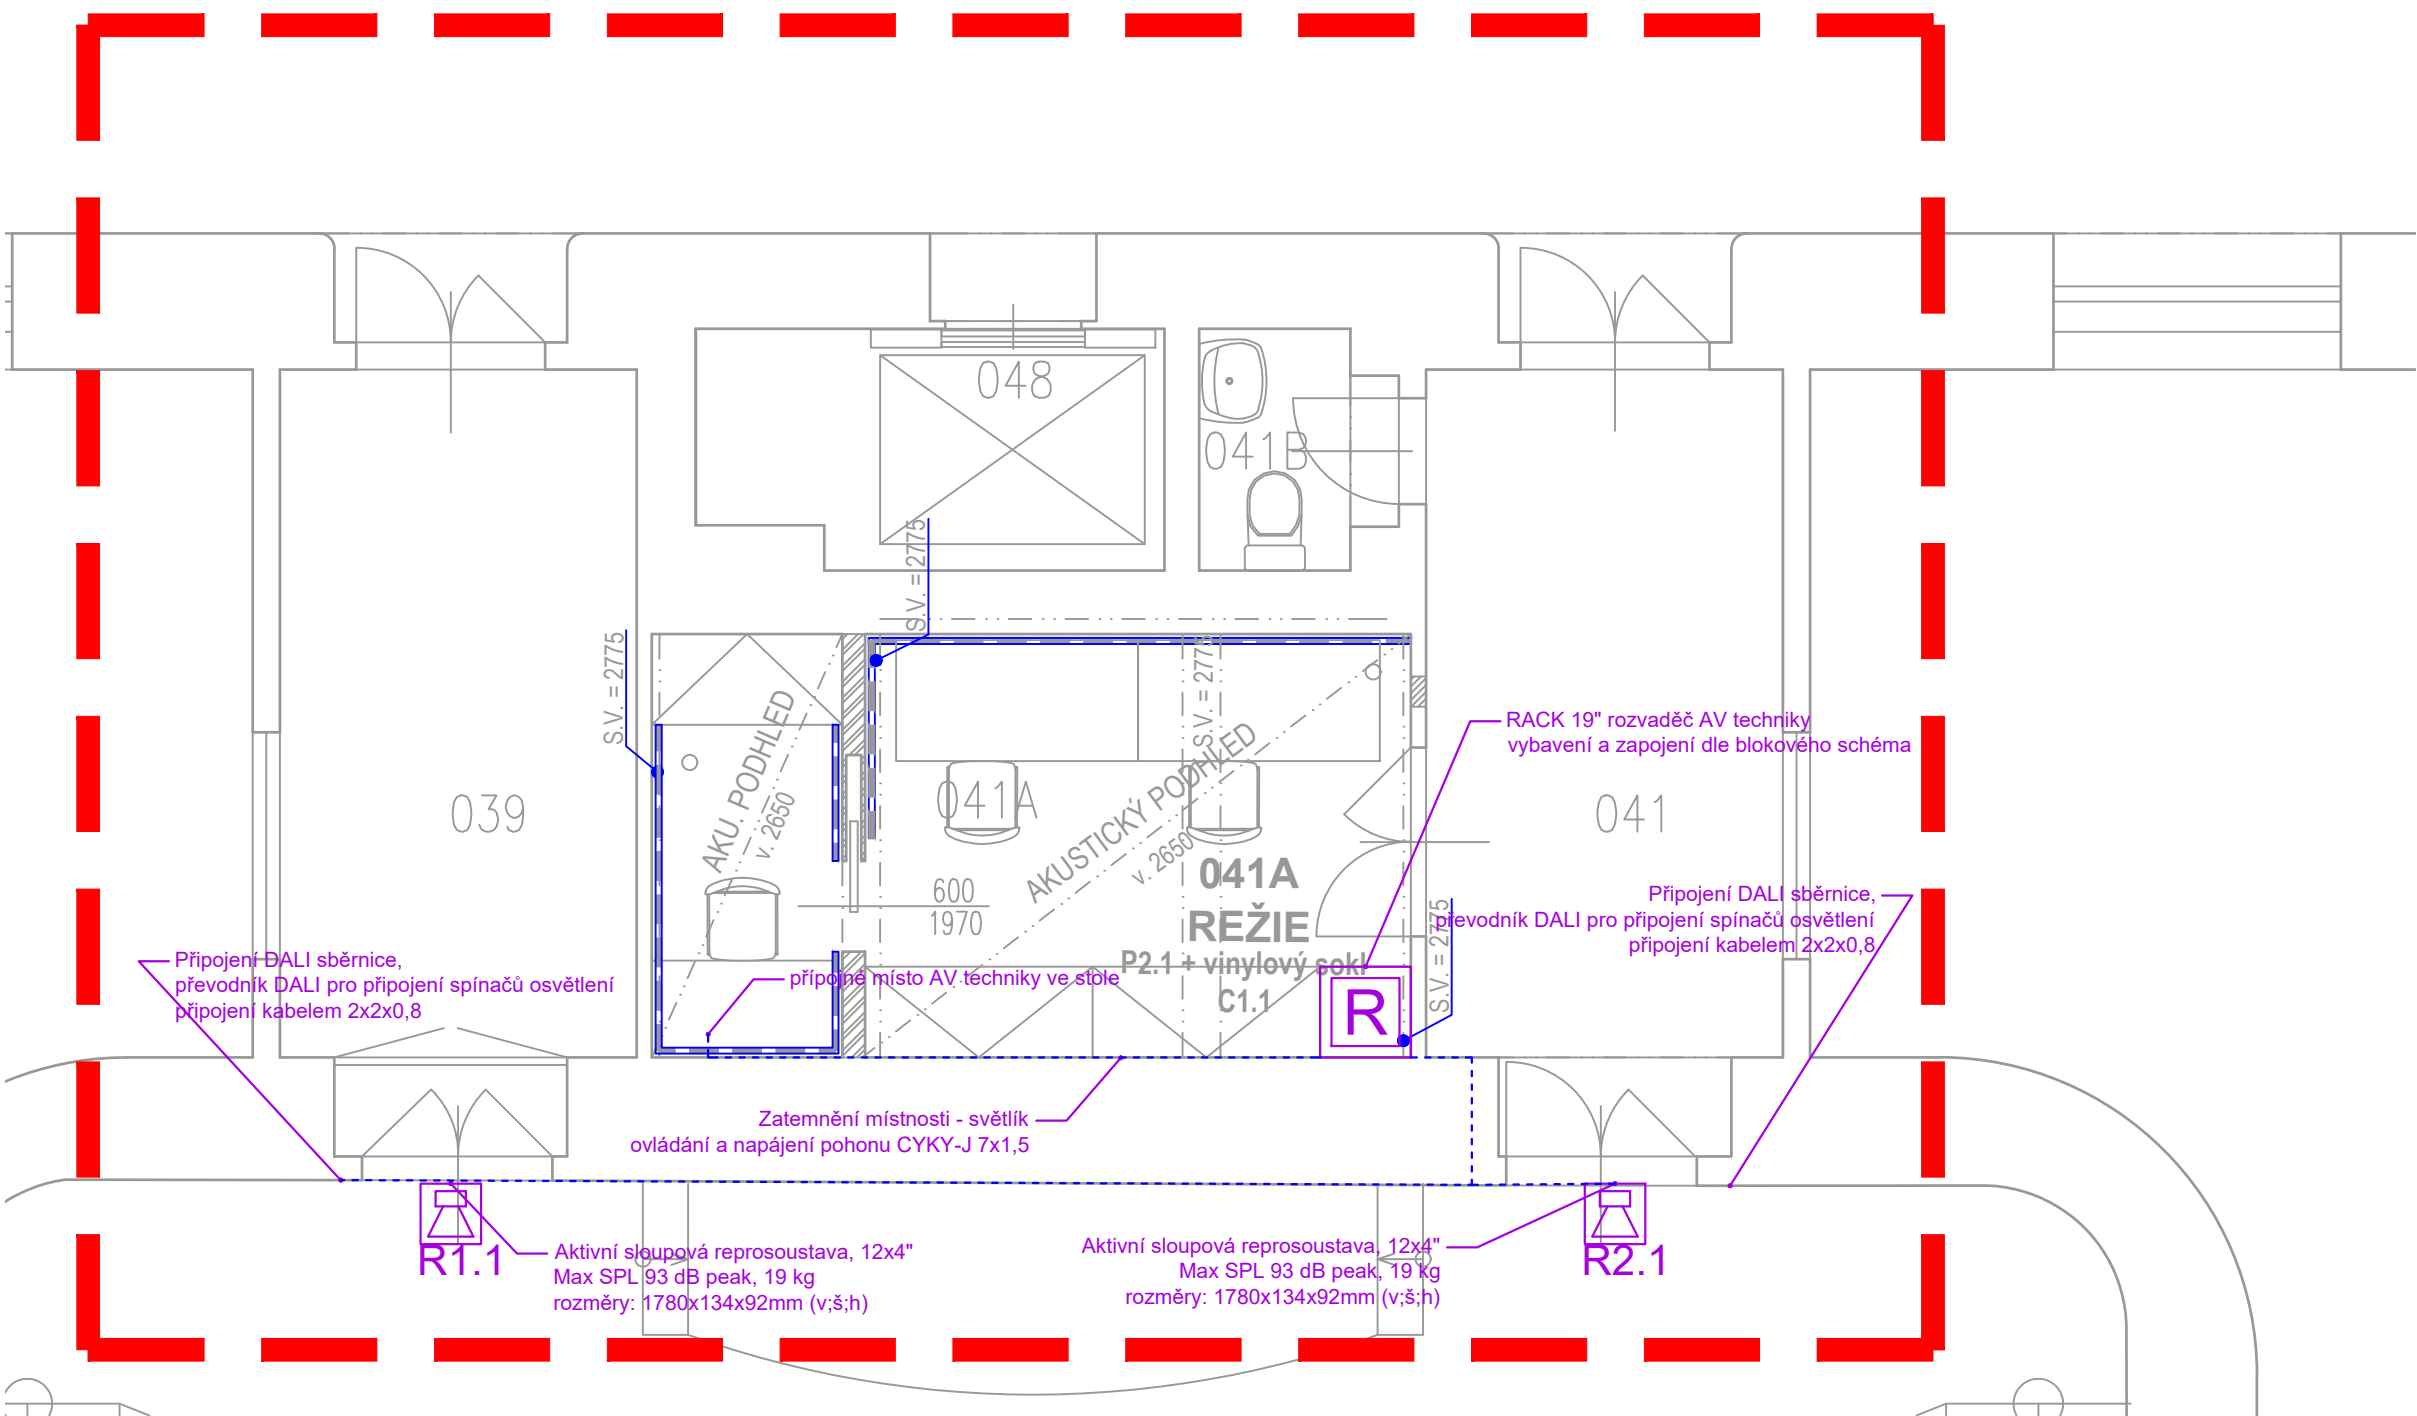 048
041B
S.V. = 2775
S.V. = 2775
S.V. = 2775
AKU. PODHLED
v. 2650
AKUSTICKÝ PODHLED
v. 2650
RACK 19" rozvaděč AV techniky
vybavení a zapojení dle blokového schéma
039
041A
041
600
1970
041A
REŽIE
P2.1 + vinylový sokl
C1.1
S.V. = 2775
R
Připojení DALI sběrnice,
převodník DALI pro připojení spínačů osvětlení
připojení kabelem 2x2x0,8
Připojení DALI sběrnice,
převodník DALI pro připojení spínačů osvětlení
připojení kabelem 2x2x0,8
přípojné místo AV techniky ve stole
Zatemnění místnosti - světlík
ovládání a napájení pohonu CYKY-J 7x1,5
R1.1
Aktivní sloupová reprosoustava, 12x4"
Max SPL 93 dB peak, 19 kg
rozměry: 1780x134x92mm (v;š;h)
Aktivní sloupová reprosoustava, 12x4"
Max SPL 93 dB peak, 19 kg
rozměry: 1780x134x92mm (v;š;h)
R2.1